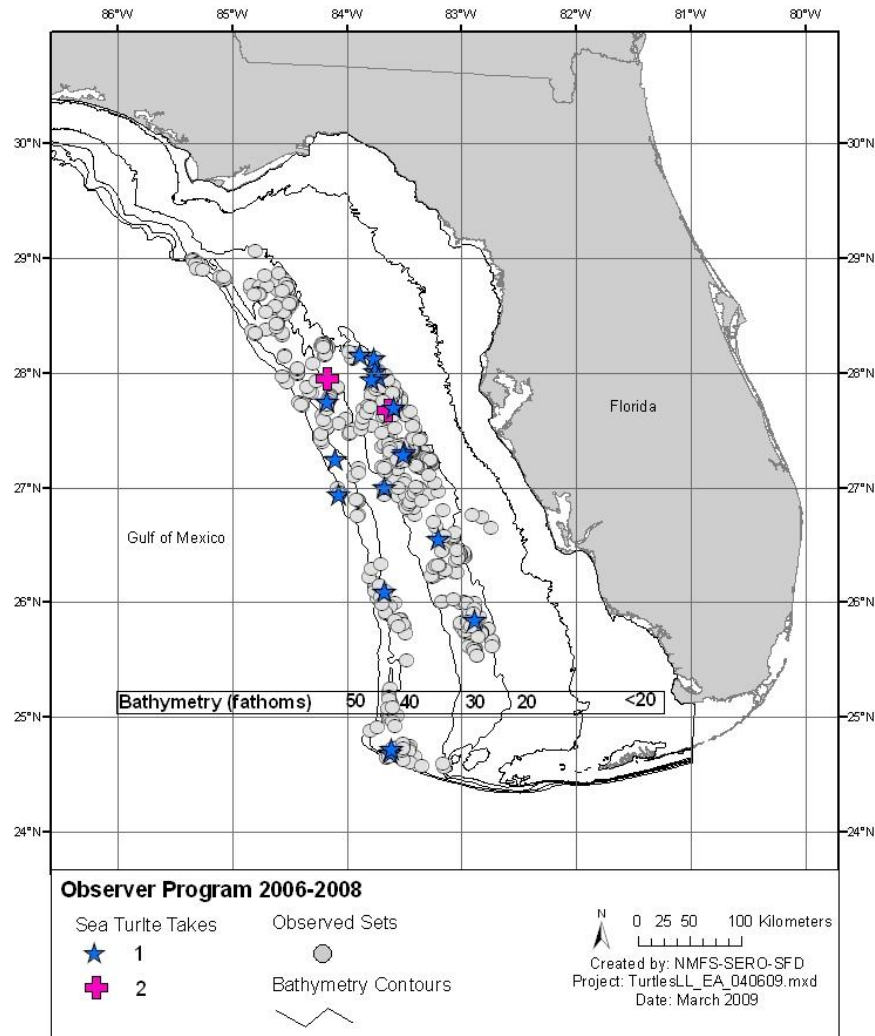 86°W 85°W 84°W 83°W 82°W 81°W 80°W
30°N 30°N
29°N 29°N
28°N 28°N
Florida
27°N 27°N
Gulf of Mexico
26°N 26°N
Bathymetry (fathoms) 50 40 30 20 <20
25°N 25°N
24°N 24°N
Observer Program 2006-2008
Sea Turlte Takes
1
2
Observed Sets
Bathymetry Contours
N
0 25 50 100 Kilometers
Created by: NMFS-SERO-SFD
Project: TurtlesLL_EA_040609.mxd
Date: March 2009